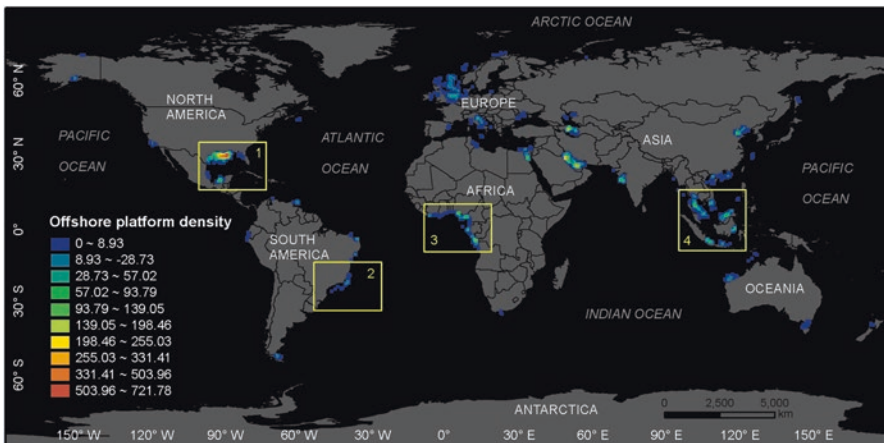 ARCTIC OCEAN
60° N
NORTH
AMERICA
EUROPE
PACIFIC
OCEAN
ATLANTIC
OCEAN
ASIA
30° N
1
PACIFIC
OCEAN
AFRICA
Offshore platform density
0 ~ 8.93
8.93 ~ -28.73
28.73 ~ 57.02
57.02 ~ 93.79
93.79 ~ 139.05
139.05 ~ 198.46
198.46 ~ 255.03
255.03 ~ 331.41
331.41 ~ 503.96
503.96 ~ 721.78
0°
SOUTH
AMERICA
3
4
2
OCEANIA
30° S
INDIAN OCEAN
60° S
ANTARCTICA
0 2,500 5,000
km
150° W 120° W 90° W 60° W 30° W 0° E 30° E 60° E 90° E 120° E 150° E